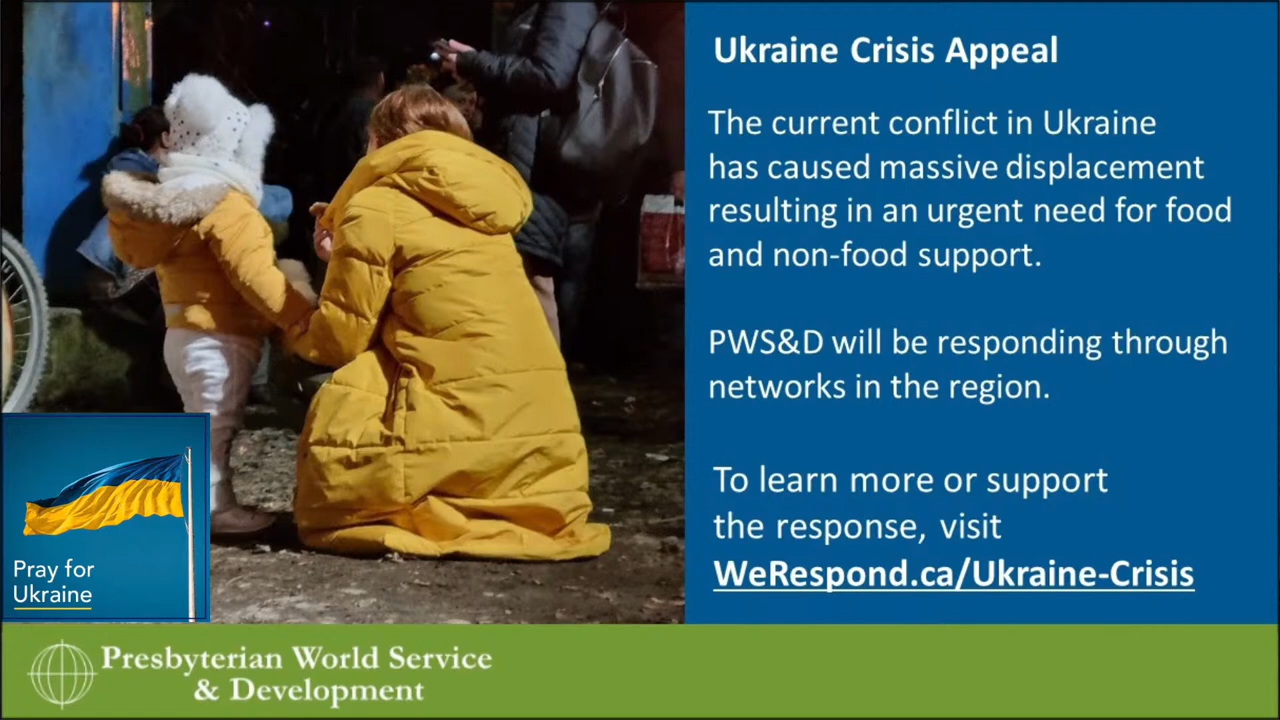 Ukraine Crisis Appeal
The current conflict in Ukraine
has caused massive displacement
resulting in an urgent need for food
and non-food support.
PWS&D will be responding through
networks in the region.
To learn more or support
the response, visit
WeRespond.ca/Ukraine-Crisis
Pray for
Ukraine
Presbyterian World Service
& Development